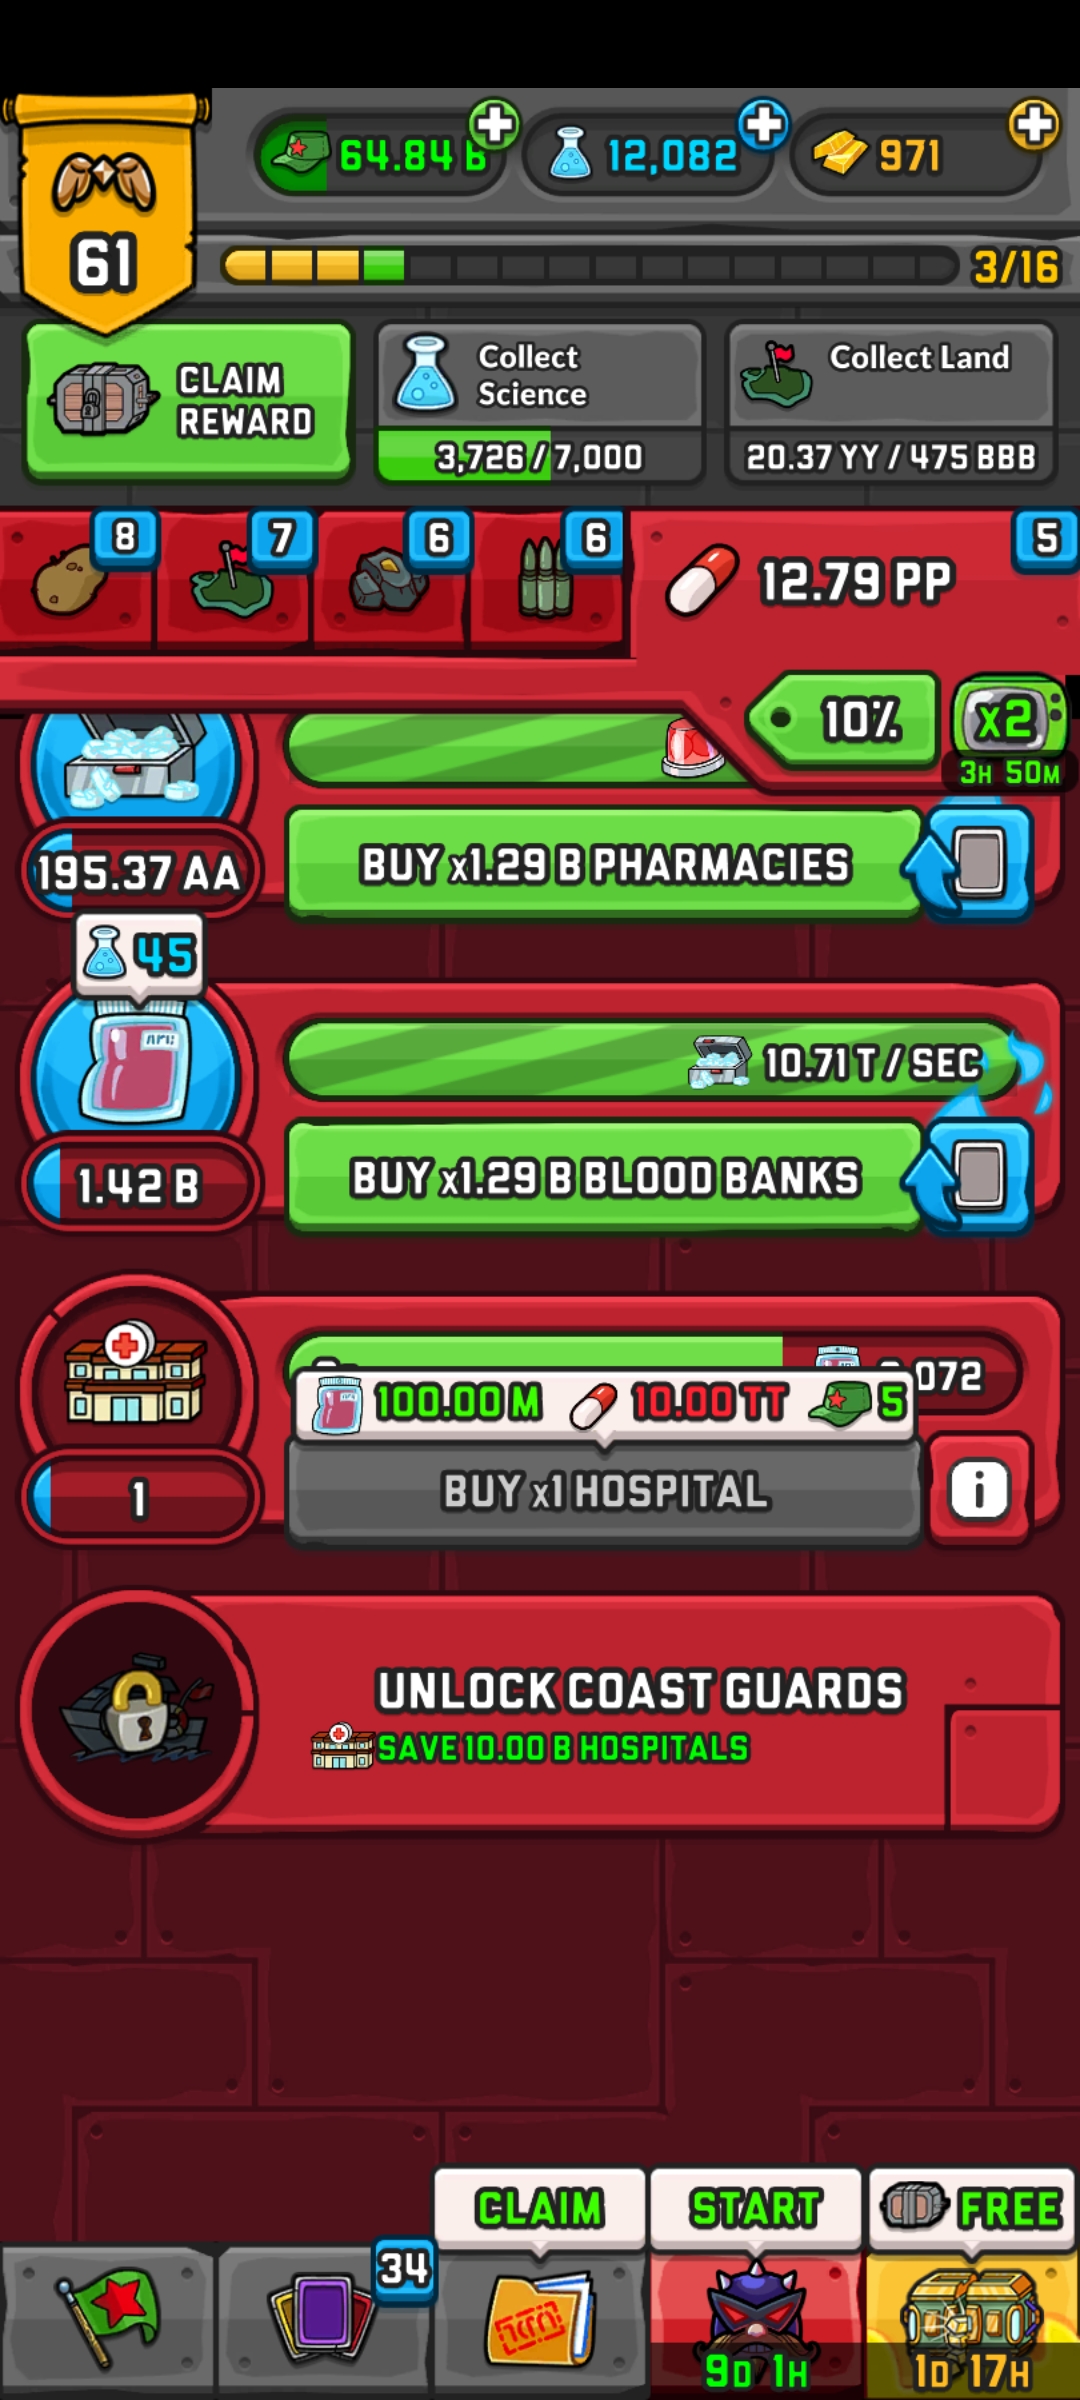 64.84 B
12,082
971
61
3/16
CLAIM
REWARD
Collect
Science
3,726 / 7,000
Collect Land
20.37 YY / 475 BBB
8
7
6
6
5
12.79 PP
10%
x2
3H 50M
195.37 AA
BUY x1.29 B PHARMACIES
45
10.71 T / SEC
1.42 B
BUY x1.29 B BLOOD BANKS
072
100.00 M
10.00 TT
5
1
BUY x1 HOSPITAL
i
UNLOCK COAST GUARDS
SAVE 10.00 B HOSPITALS
CLAIM
START
FREE
34
9D 1H
1D 17H